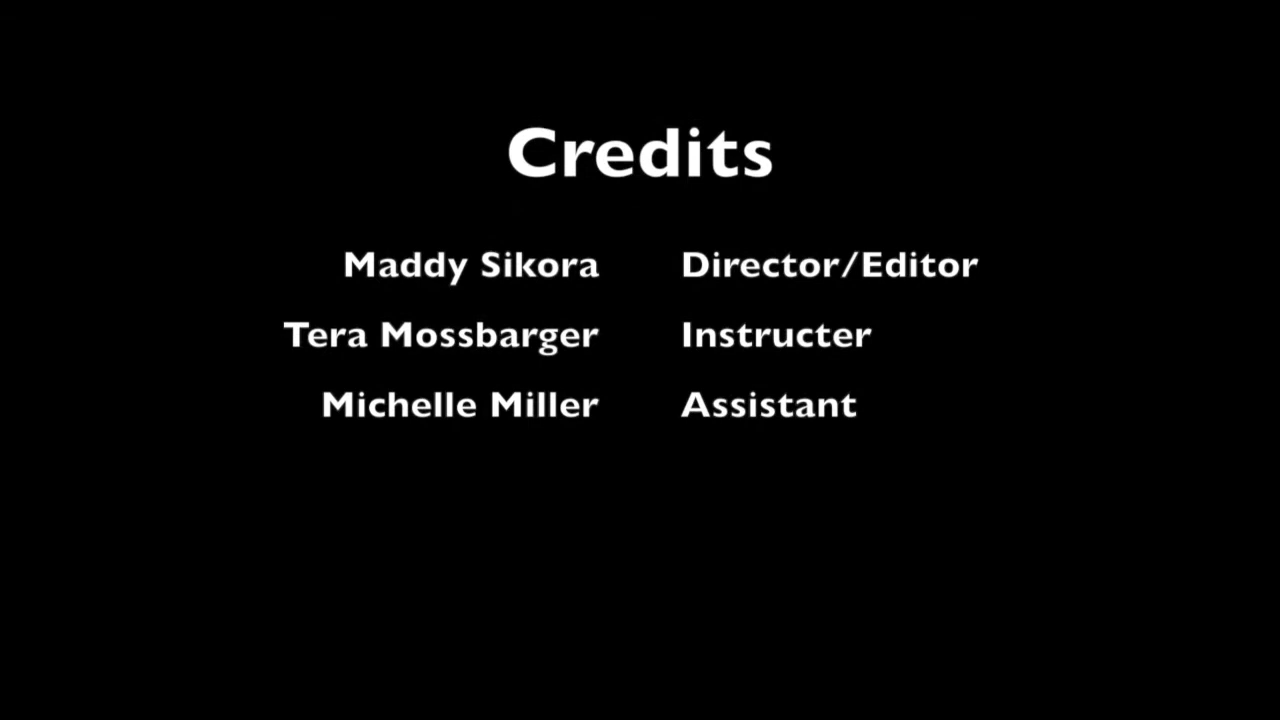 Credits
Maddy Sikora Director/Editor
Tera Mossbarger Instructer
Michelle Miller Assistant